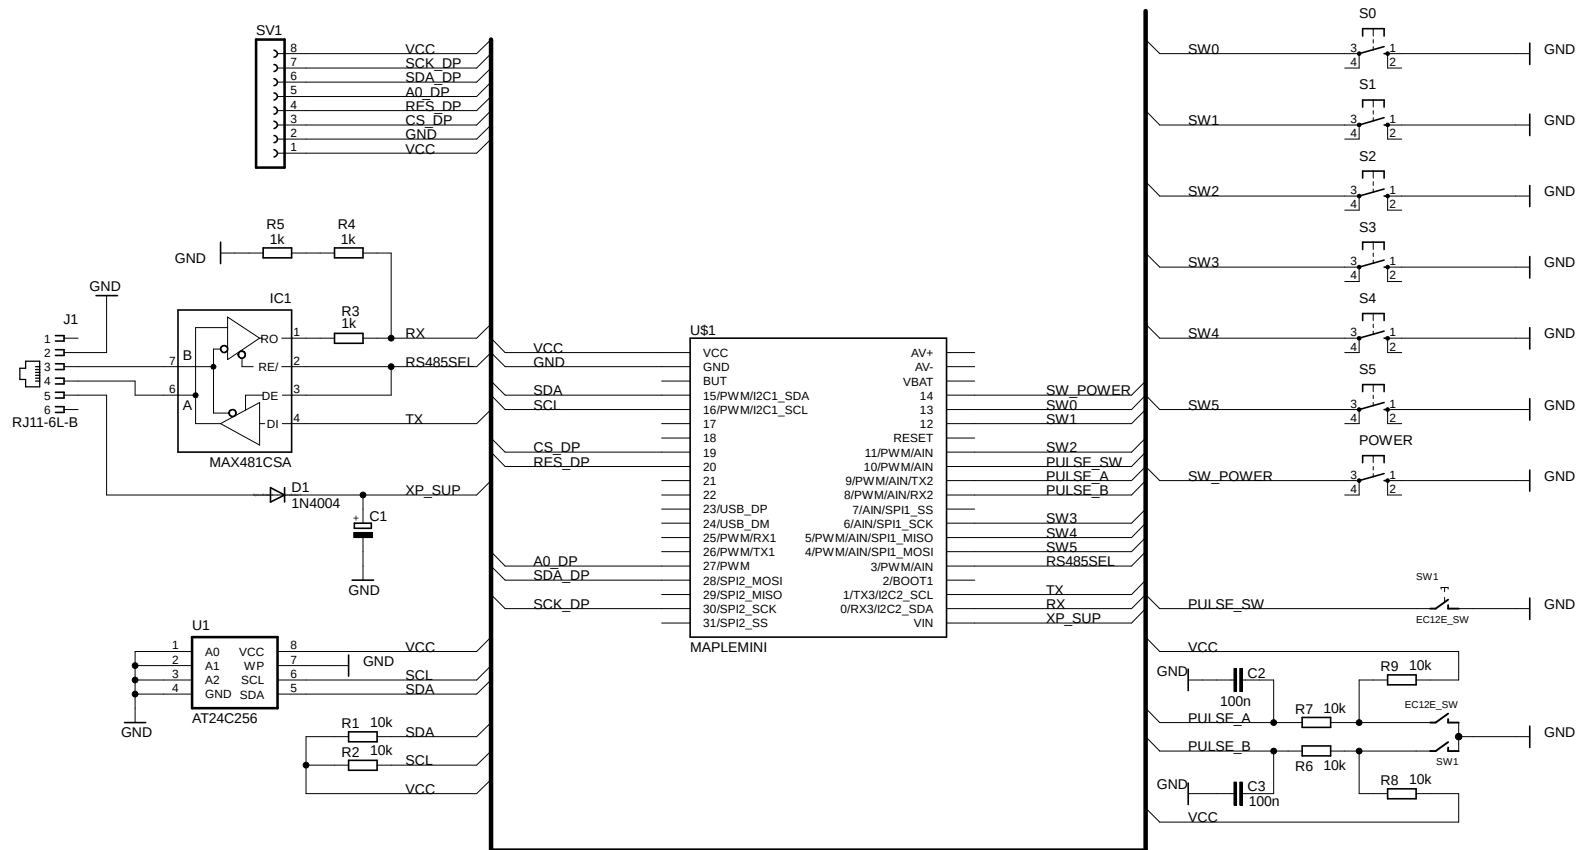 SV1
8 VCC
7 SCK_DP
6 SDA_DP
5 A0_DP
4 RES_DP
3 CS_DP
2 GND
1 VCC
R5 R4
1k 1k
GND
GND
J1
1
2
3
4
5
6
RJ11-6L-B
IC1
R3
1k
RO 1 RX
7 B RE/ 2 RS485SEL
6 A DE 3
DI 4 TX
MAX481CSA
D1
1N4004
XP_SUP
+
C1
GND
U1
1 A0 VCC 8 VCC
2 A1 WP 7 GND
3 A2 SCL 6 SCL
4 GND SDA 5 SDA
AT24C256
GND
R1 10k SDA
R2 10k SCL
VCC
U$1
VCC VCC AV+
GND GND AV-
BUT VBAT
SDA 15/PWM/I2C1_SDA 14 SW_POWER
SCL 16/PWM/I2C1_SCL 13 SW0
17 12 SW1
18 RESET
CS_DP 19 11/PWM/AIN SW2
RES_DP 20 10/PWM/AIN PULSE_SW
21 9/PWM/AIN/TX2 PULSE_A
22 8/PWM/AIN/RX2 PULSE_B
23/USB_DP 7/AIN/SPI1_SS
24/USB_DM 6/AIN/SPI1_SCK SW3
25/PWM/RX1 5/PWM/AIN/SPI1_MISO SW4
26/PWM/TX1 4/PWM/AIN/SPI1_MOSI SW5
A0_DP 27/PWM 3/PWM/AIN RS485SEL
SDA_DP 28/SPI2_MOSI 2/BOOT1
29/SPI2_MISO 1/TX3/I2C2_SCL TX
SCK_DP 30/SPI2_SCK 0/RX3/I2C2_SDA RX
31/SPI2_SS VIN XP_SUP
MAPLEMINI
S0
SW0 3 1 GND
4 2
S1
SW1 3 1 GND
4 2
S2
SW2 3 1 GND
4 2
S3
SW3 3 1 GND
4 2
S4
SW4 3 1 GND
4 2
S5
SW5 3 1 GND
4 2
POWER
SW_POWER 3 1 GND
4 2
SW1
PULSE_SW GND
EC12E_SW
VCC
GND C2 R9 10k
100n
PULSE_A R7 10k EC12E_SW
GND
PULSE_B R6 10k SW1
GND C3 R8 10k
100n
VCC